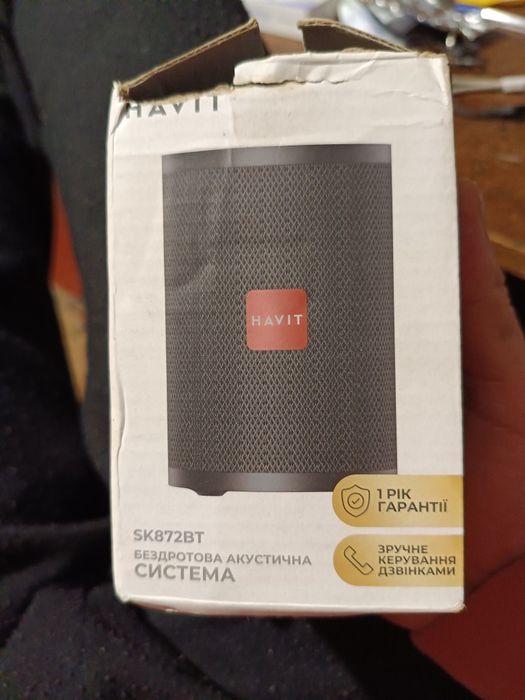 HAVIT
HAVIT
1 РІК
ГАРАНТІЇ
SK872BT
БЕЗДРОТОВА АКУСТИЧНА
СИСТЕМА
ЗРУЧНЕ
КЕРУВАННЯ
ДЗВІНКАМИ